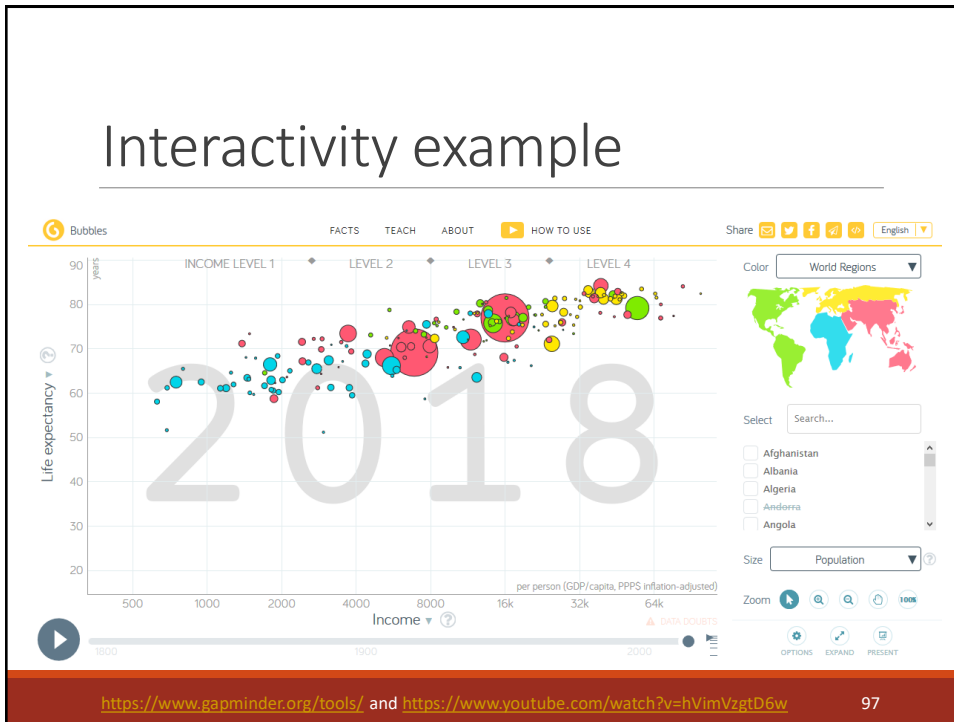 Interactivity example
Bubbles FACTS TEACH ABOUT HOW TO USE Share English
90 years INCOME LEVEL 1 LEVEL 2 LEVEL 3 LEVEL 4
80
70
60
50
40
30
20
Life expectancy ?
2018
per person (GDP/capita, PPP$ inflation-adjusted)
500 1000 2000 4000 8000 16k 32k 64k
Income ?
DATA DOUBTS
1800 1900 2000
Color World Regions
Select Search...
Afghanistan
Albania
Algeria
Andorra
Angola
Size Population ?
Zoom 100%
OPTIONS EXPAND PRESENT
https://www.gapminder.org/tools/ and https://www.youtube.com/watch?v=hVimVzgtD6w 97